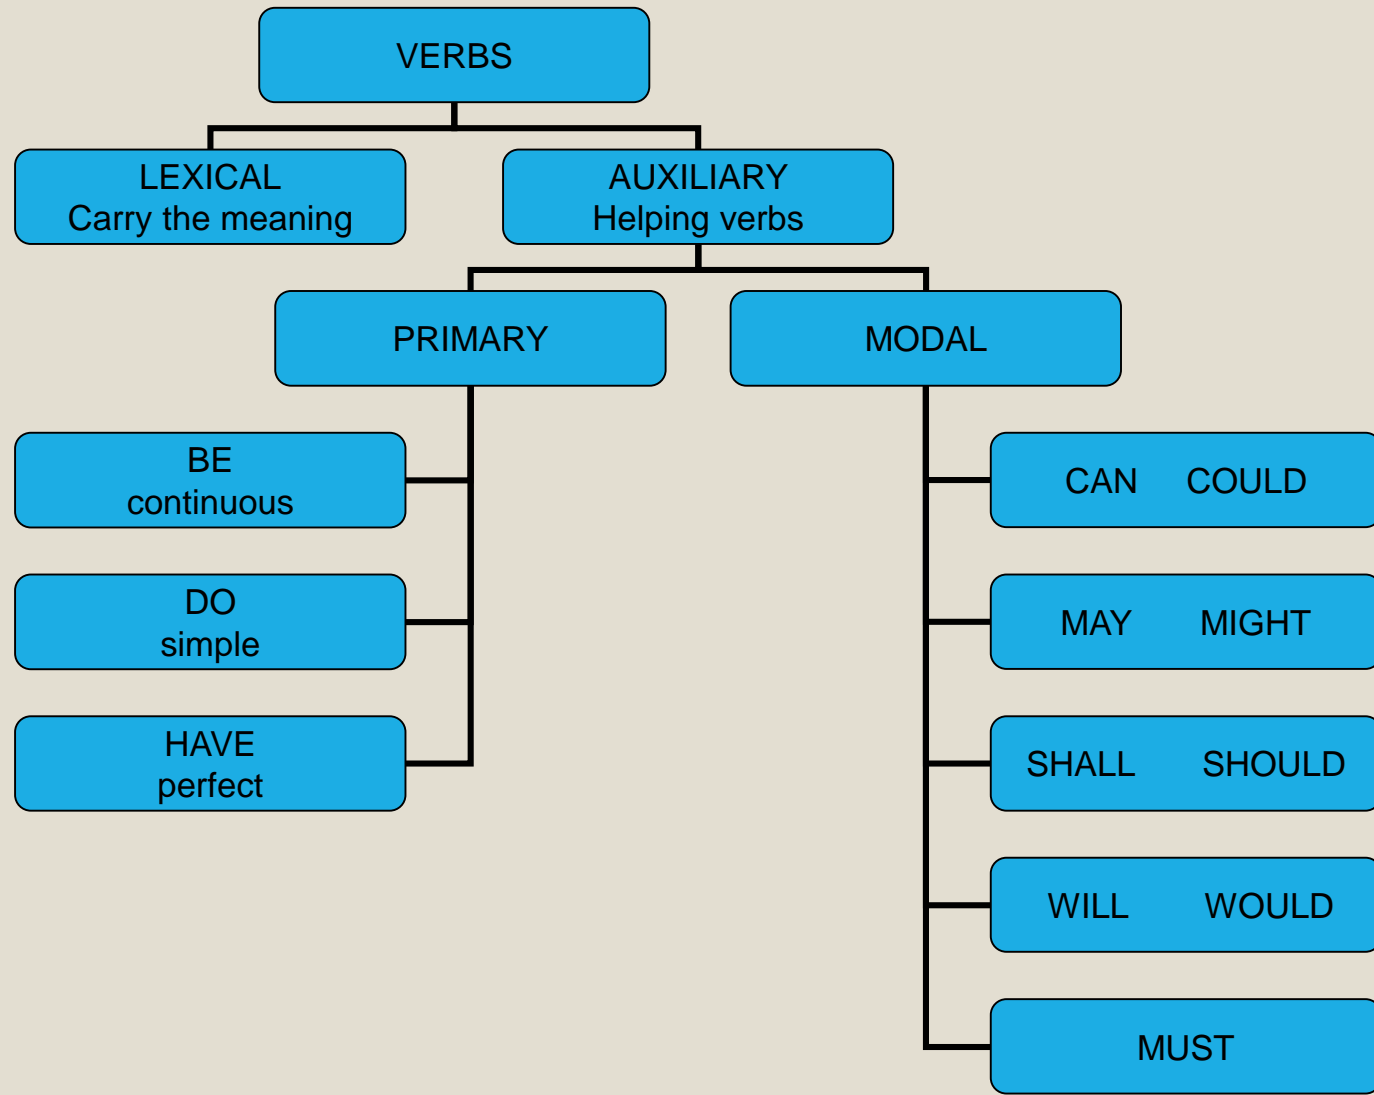 VERBS
LEXICAL
Carry the meaning
AUXILIARY
Helping verbs
PRIMARY
MODAL
BE
continuous
DO
simple
HAVE
perfect
CAN COULD
MAY MIGHT
SHALL SHOULD
WILL WOULD
MUST